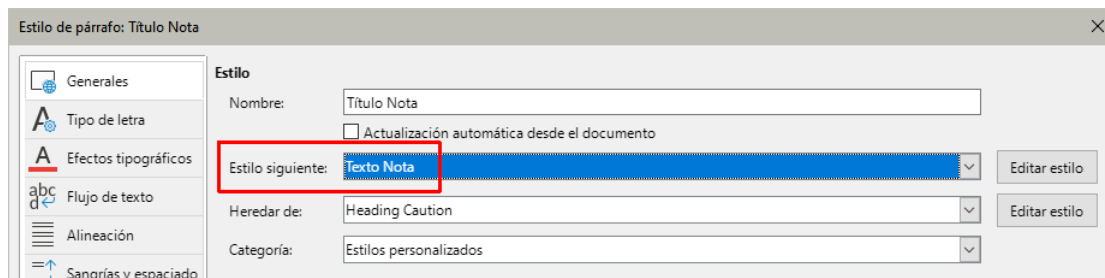 Estilo de párrafo: Título Nota
Generales
Tipo de letra
Efectos tipográficos
Flujo de texto
Alineación
Sangrías y espaciado
Estilo
Nombre: Título Nota
Actualización automática desde el documento
Estilo siguiente: Texto Nota Editar estilo
Heredar de: Heading Caution Editar estilo
Categoría: Estilos personalizados